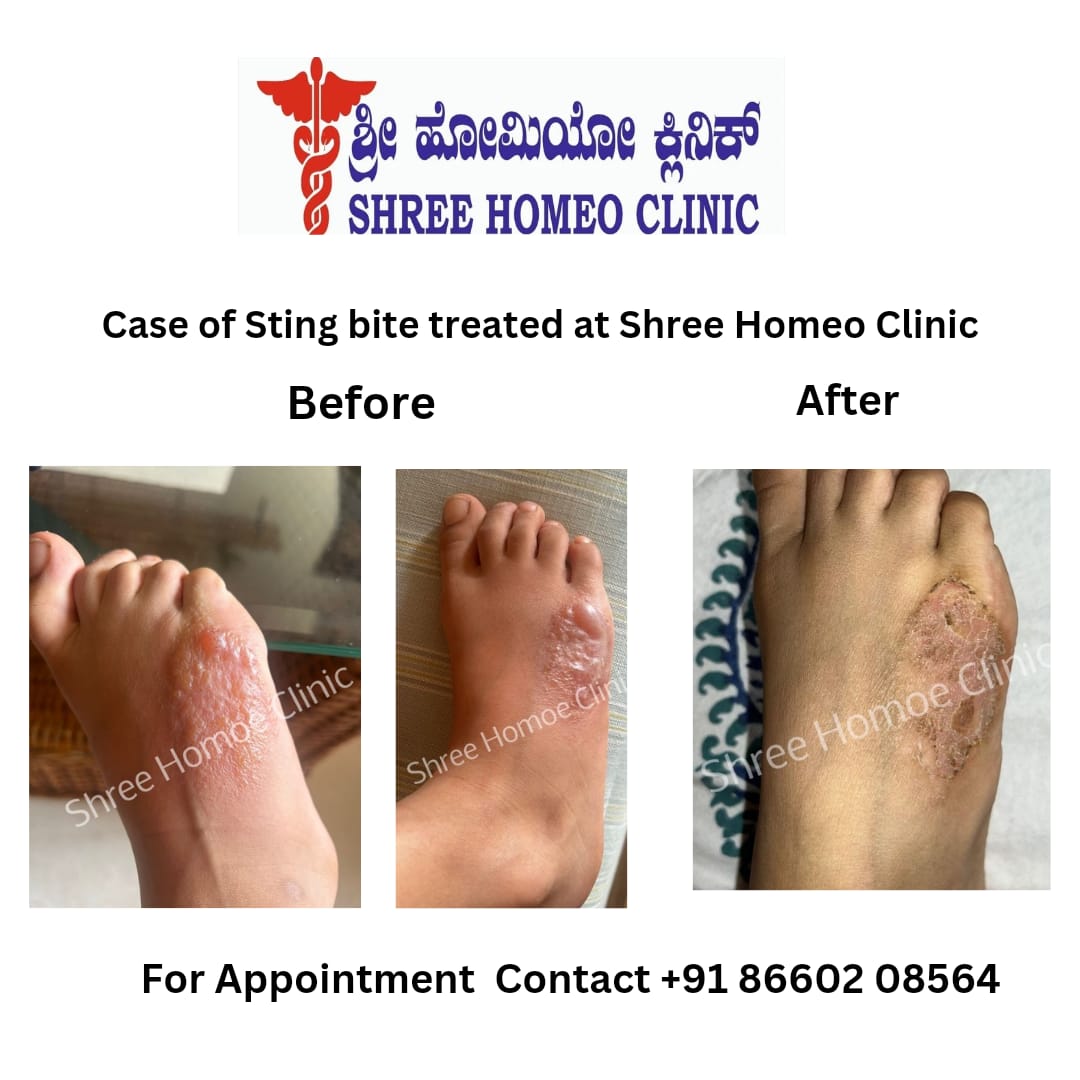 ಶ್ರೀ ಹೋಮಿಯೋ ಕ್ಲಿನಿಕ್
SHREE HOMEO CLINIC
Case of Sting bite treated at Shree Homeo Clinic
Before
After
Shree Homoe Clinic
Shree Homoe Clini
Shree Homoe Clinic
For Appointment Contact +91 86602 08564